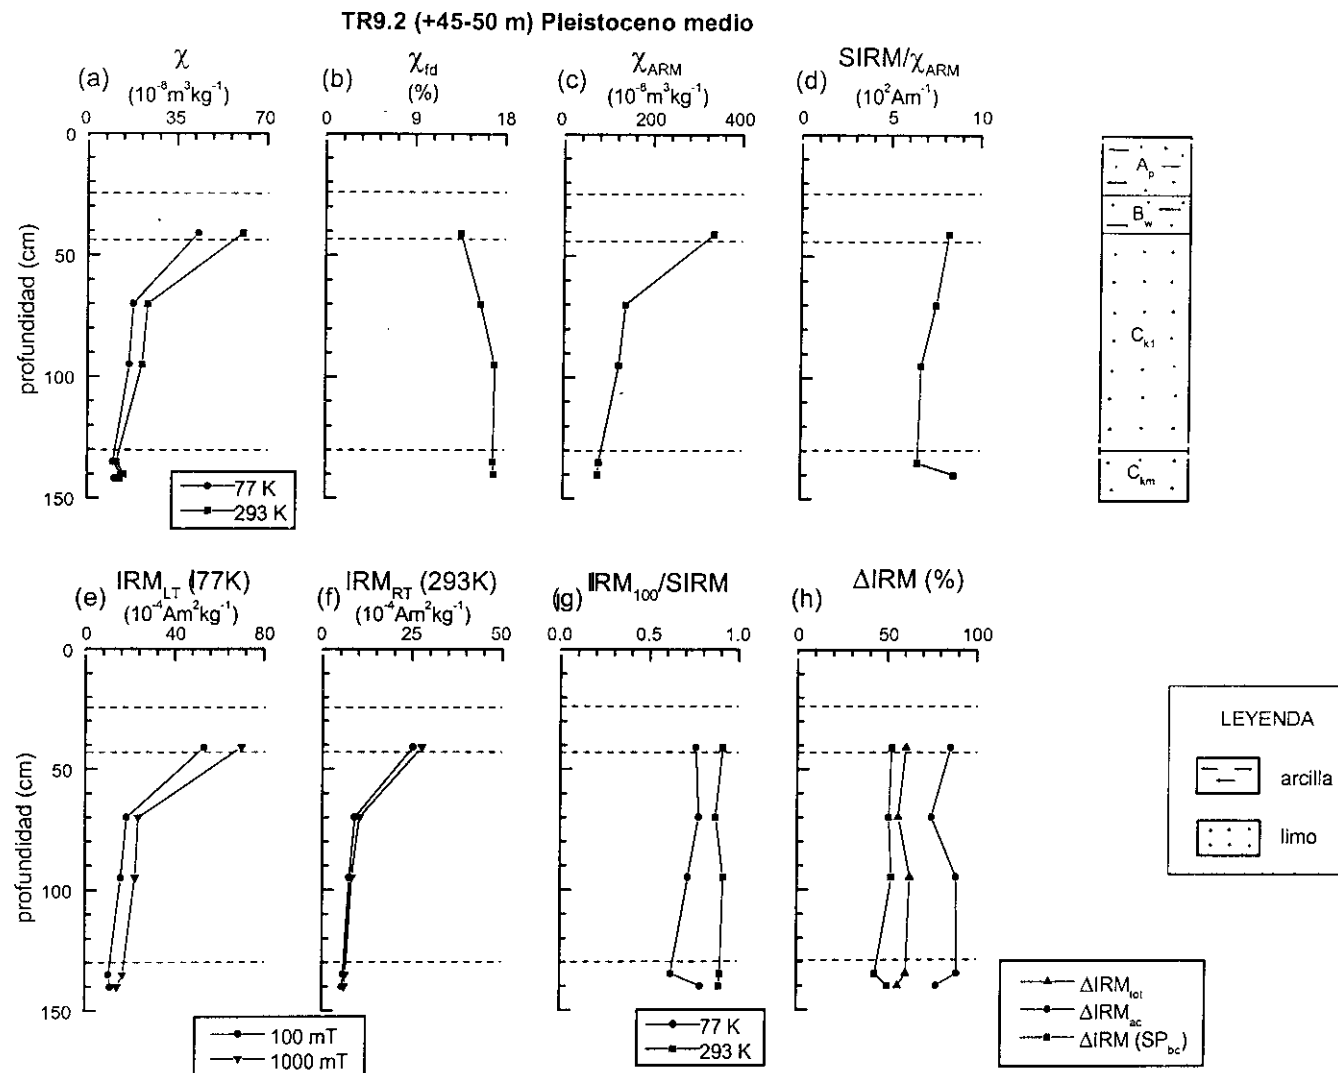 TR9.2 (+45-50 m) Pleistoceno medio
(a) χ
(10⁻⁸m³kg⁻¹)
0 35 70
(b) χfd
(%)
0 9 18
(c) χARM
(10⁻⁸m³kg⁻¹)
0 200 400
(d) SIRM/χARM
(10²Am⁻¹)
0 5 10
profundidad (cm)
0
50
100
150
77 K
293 K
Ap
Bw
Ck1
Ckm
(e) IRMLT (77K)
(10⁻⁴Am²kg⁻¹)
0 40 80
(f) IRMRT (293K)
(10⁻⁴Am²kg⁻¹)
0 25 50
(g) IRM100/SIRM
0.0 0.5 1.0
(h) ΔIRM (%)
0 50 100
profundidad (cm)
0
50
100
150
100 mT
1000 mT
77 K
293 K
LEYENDA
arcilla
limo
ΔIRMtot
ΔIRMac
ΔIRM (SPbc)